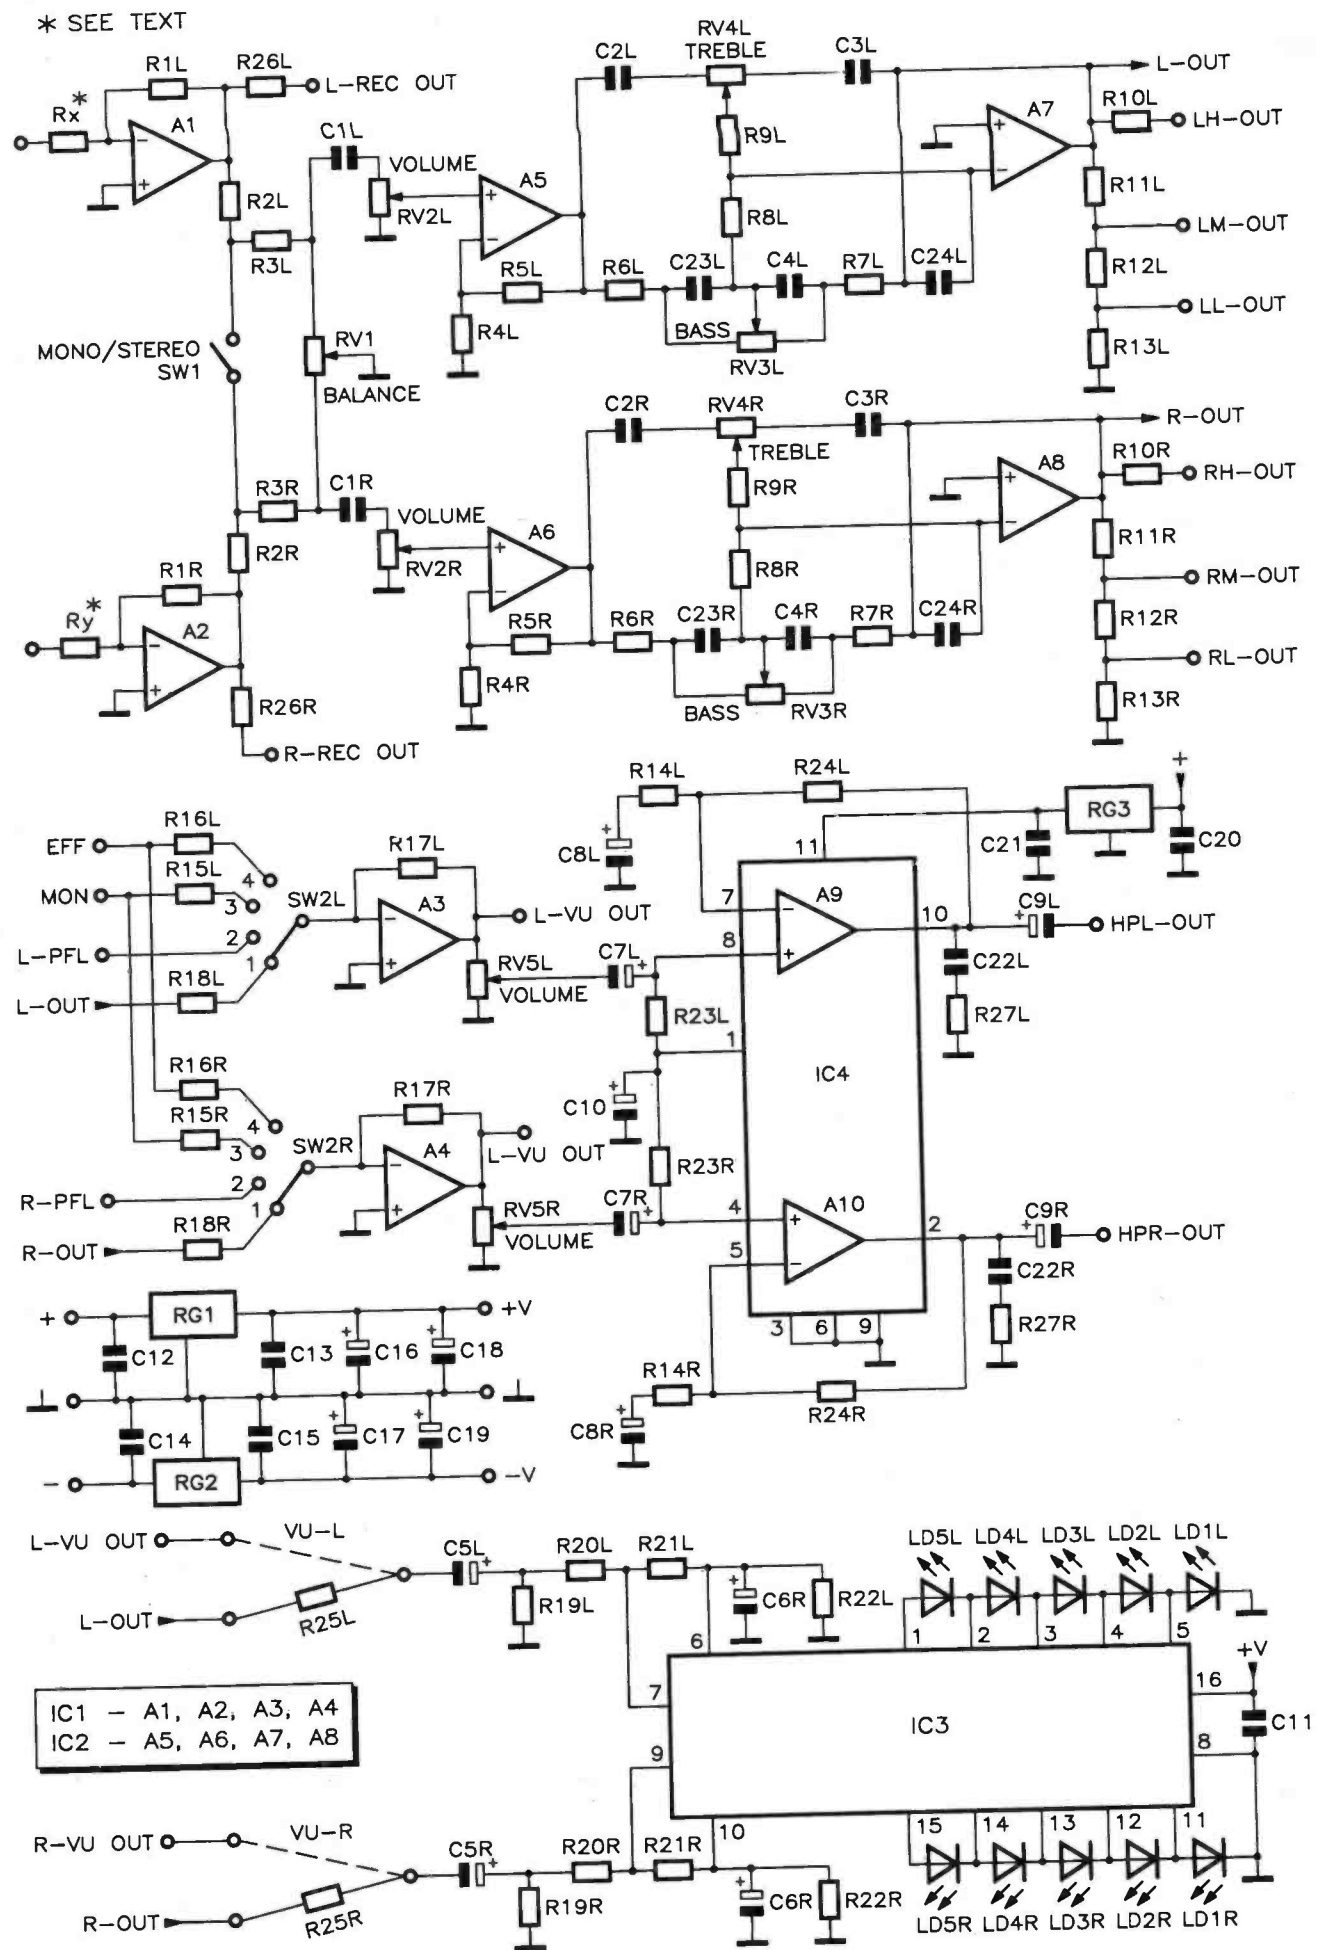 * SEE TEXT
R1L
R26L
L-REC OUT
Rx*
A1
R2L
R3L
C1L
VOLUME
RV2L
A5
R5L
R4L
C2L
RV4L
TREBLE
C3L
R9L
R8L
R6L
C23L
C4L
R7L
C24L
BASS
RV3L
A7
L-OUT
R10L
LH-OUT
R11L
LM-OUT
R12L
LL-OUT
R13L
MONO/STEREO
SW1
RV1
BALANCE
R3R
C1R
R2R
VOLUME
RV2R
A6
R5R
R4R
C2R
RV4R
TREBLE
C3R
R9R
R8R
R6R
C23R
C4R
R7R
C24R
BASS
RV3R
A8
R-OUT
R10R
RH-OUT
R11R
RM-OUT
R12R
RL-OUT
R13R
R1R
Ry*
A2
R26R
R-REC OUT
EFF
R16L
MON
R15L
L-PFL
L-OUT
R18L
4
3
2
1
SW2L
R17L
A3
L-VU OUT
RV5L
VOLUME
C7L
R14L
C8L
R24L
11
7
8
A9
10
C21
RG3
+
C20
C9L
HPL-OUT
C22L
R27L
R23L
1
C10
IC4
R23R
R16R
R15R
R-PFL
R-OUT
R18R
4
3
2
1
SW2R
R17R
A4
L-VU OUT
RV5R
VOLUME
C7R
4
5
A10
2
C9R
HPR-OUT
C22R
R27R
3
6
9
R14R
C8R
R24R
+
RG1
+V
C12
C13
C16
C18
C14
C15
C17
C19
-
RG2
-V
L-VU OUT
VU-L
L-OUT
R25L
C5L
R19L
R20L
R21L
C6R
R22L
LD5L
LD4L
LD3L
LD2L
LD1L
6
1
2
3
4
5
+V
7
16
IC3
C11
9
8
IC1 - A1, A2, A3, A4
IC2 - A5, A6, A7, A8
R-VU OUT
VU-R
R-OUT
R25R
C5R
R19R
R20R
R21R
10
C6R
R22R
15
14
13
12
11
LD5R
LD4R
LD3R
LD2R
LD1R